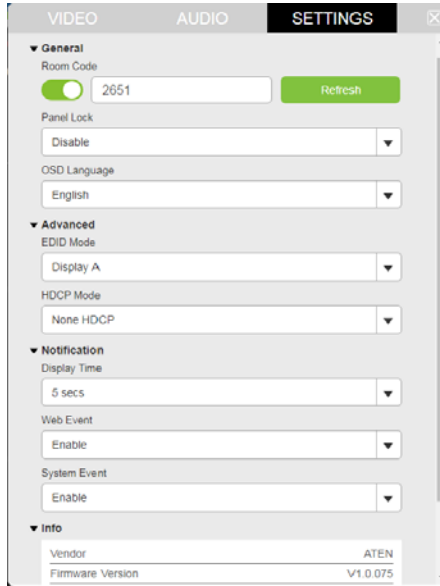 VIDEO AUDIO SETTINGS
General
Room Code
2651 Refresh
Panel Lock
Disable
OSD Language
English
Advanced
EDID Mode
Display A
HDCP Mode
None HDCP
Notification
Display Time
5 secs
Web Event
Enable
System Event
Enable
Info
Vendor ATEN
Firmware Version V1.0.075